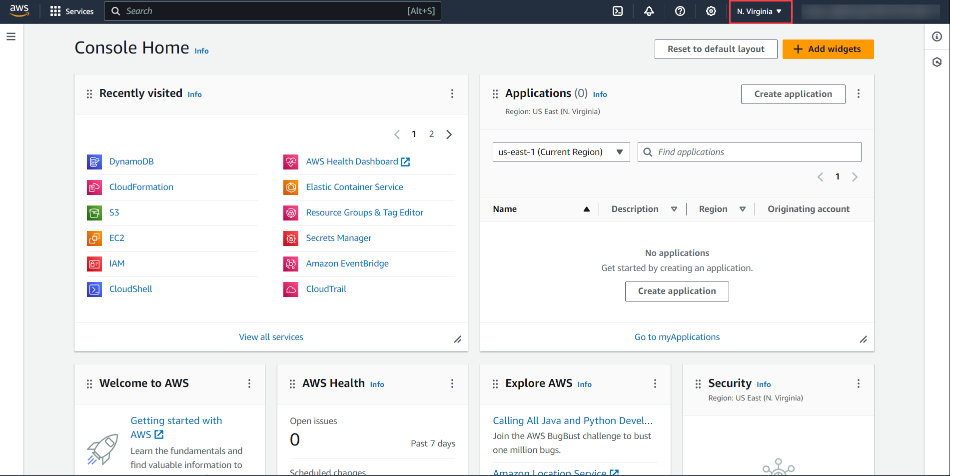 aws
Services
Search
[Alt+S]
N. Virginia
Console Home Info
Reset to default layout
Add widgets
Recently visited Info
1 2
DynamoDB
CloudFormation
S3
EC2
IAM
CloudShell
AWS Health Dashboard
Elastic Container Service
Resource Groups & Tag Editor
Secrets Manager
Amazon EventBridge
CloudTrail
View all services
Applications (0) Info
Region: US East (N. Virginia)
Create application
us-east-1 (Current Region)
Find applications
1
Name Description Region Originating account
No applications
Get started by creating an application.
Create application
Go to myApplications
Welcome to AWS
Getting started with
AWS
Learn the fundamentals and
find valuable information to
AWS Health Info
Open issues
0 Past 7 days
Scheduled changes
Explore AWS Info
Calling All Java and Python Devel...
Join the AWS BugBust challenge to bust
one million bugs.
Amazon Location Service
Security Info
Region: US East (N. Virginia)